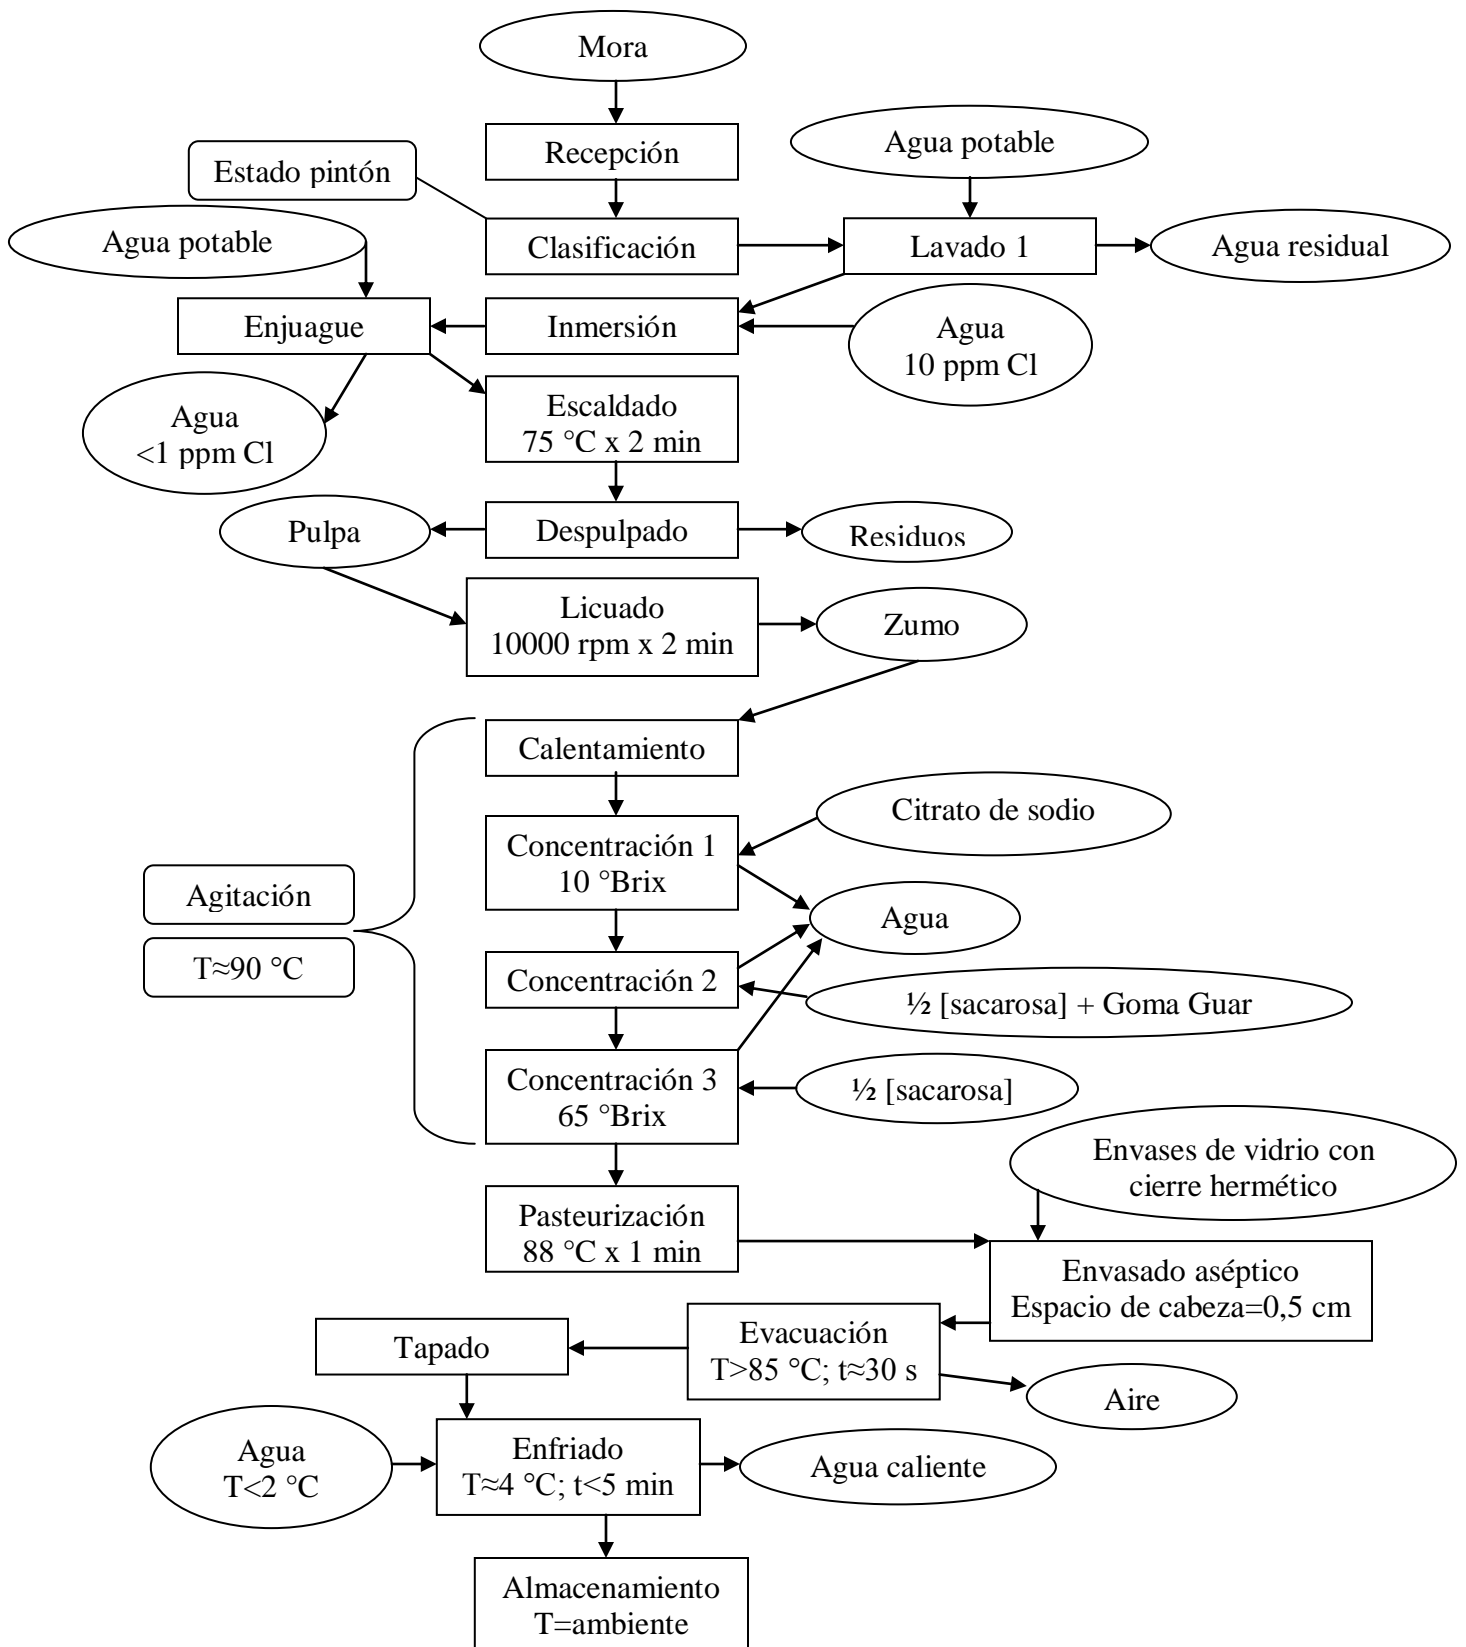 Mora
Recepción
Agua potable
Estado pintón
Agua potable
Clasificación
Lavado 1
Agua residual
Enjuague
Inmersión
Agua
10 ppm Cl
Escaldado
75 °C x 2 min
Agua
<1 ppm Cl
Pulpa
Despulpado
Residuos
Licuado
10000 rpm x 2 min
Zumo
Calentamiento
Citrato de sodio
Concentración 1
10 °Brix
Agitación
T≈90 °C
Agua
Concentración 2
½ [sacarosa] + Goma Guar
Concentración 3
65 °Brix
½ [sacarosa]
Envases de vidrio con
cierre hermético
Pasteurización
88 °C x 1 min
Envasado aséptico
Espacio de cabeza=0,5 cm
Evacuación
T>85 °C; t≈30 s
Tapado
Aire
Agua
T<2 °C
Enfriado
T≈4 °C; t<5 min
Agua caliente
Almacenamiento
T=ambiente